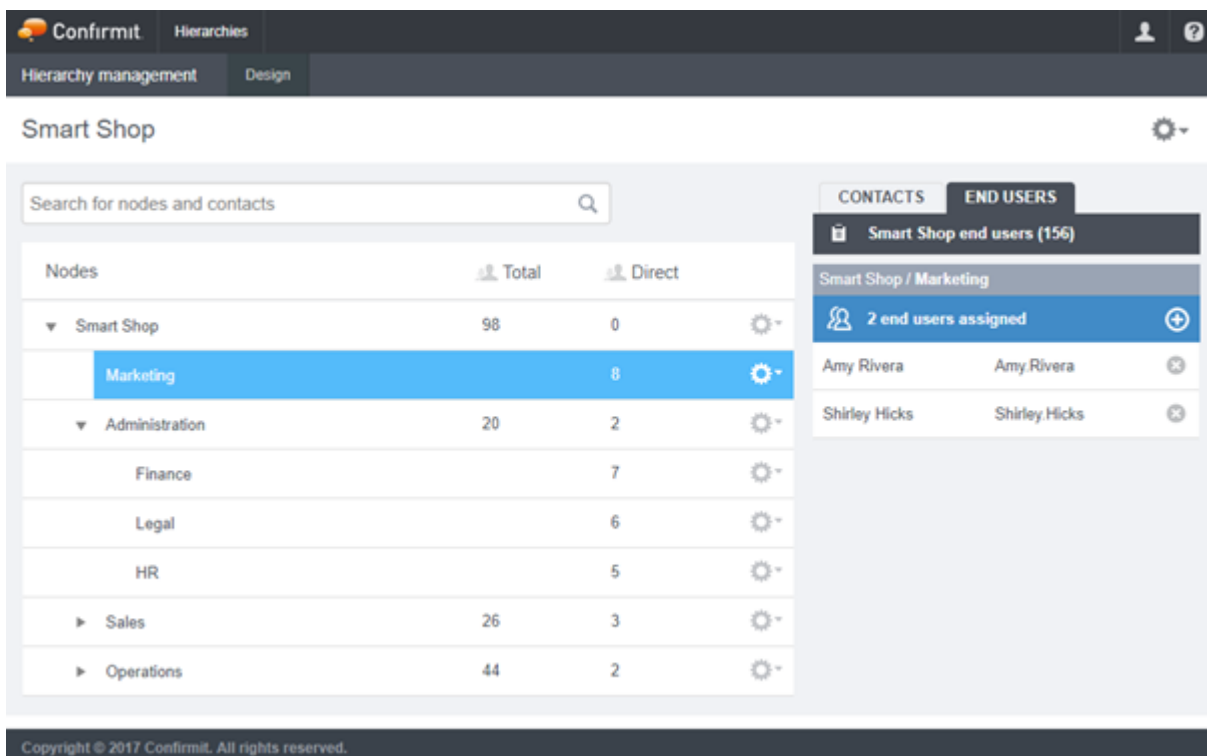 Confirmit Hierarchies
Hierarchy management Design
Smart Shop
Search for nodes and contacts
Nodes Total Direct
Smart Shop 98 0
Marketing 8
Administration 20 2
Finance 7
Legal 6
HR 5
Sales 26 3
Operations 44 2
CONTACTS END USERS
Smart Shop end users (156)
Smart Shop / Marketing
2 end users assigned
Amy Rivera Amy.Rivera
Shirley Hicks Shirley.Hicks
Copyright © 2017 Confirmit. All rights reserved.